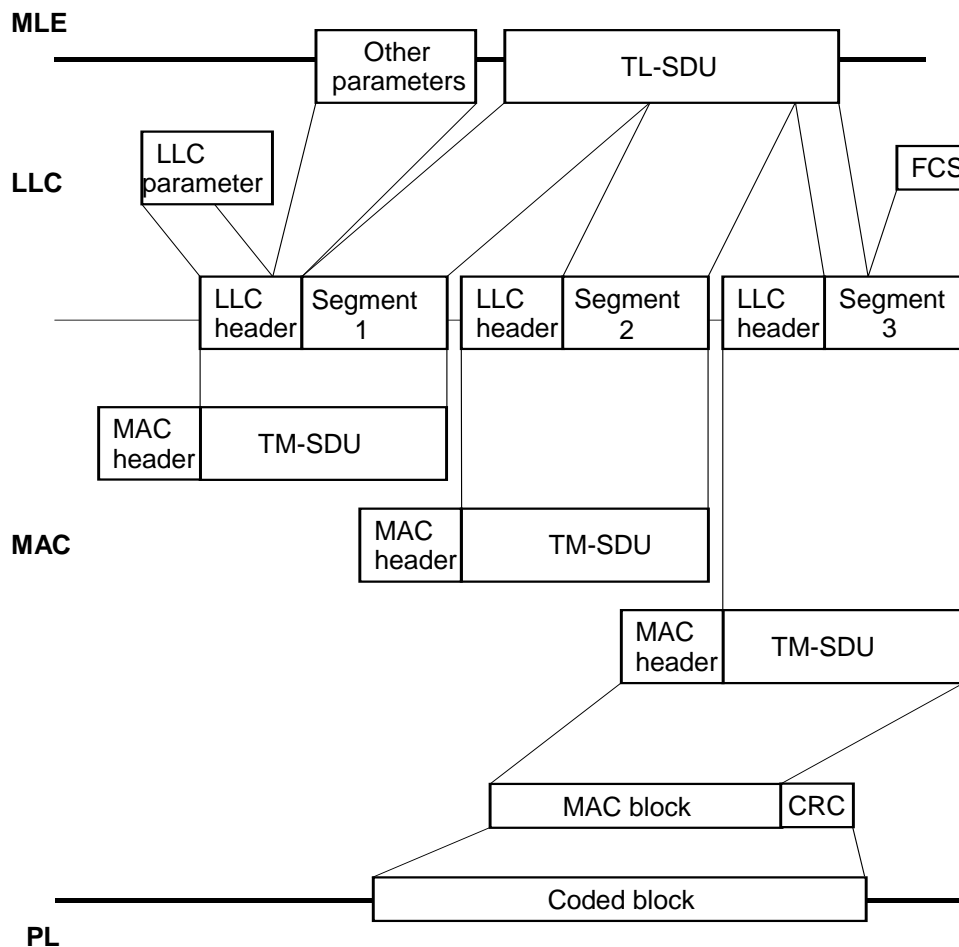 MLE
Other
parameters
TL-SDU
LLC
parameter
LLC
FCS
LLC
header
Segment
1
LLC
header
Segment
2
LLC
header
Segment
3
MAC
header
TM-SDU
MAC
MAC
header
TM-SDU
MAC
header
TM-SDU
MAC block
CRC
Coded block
PL